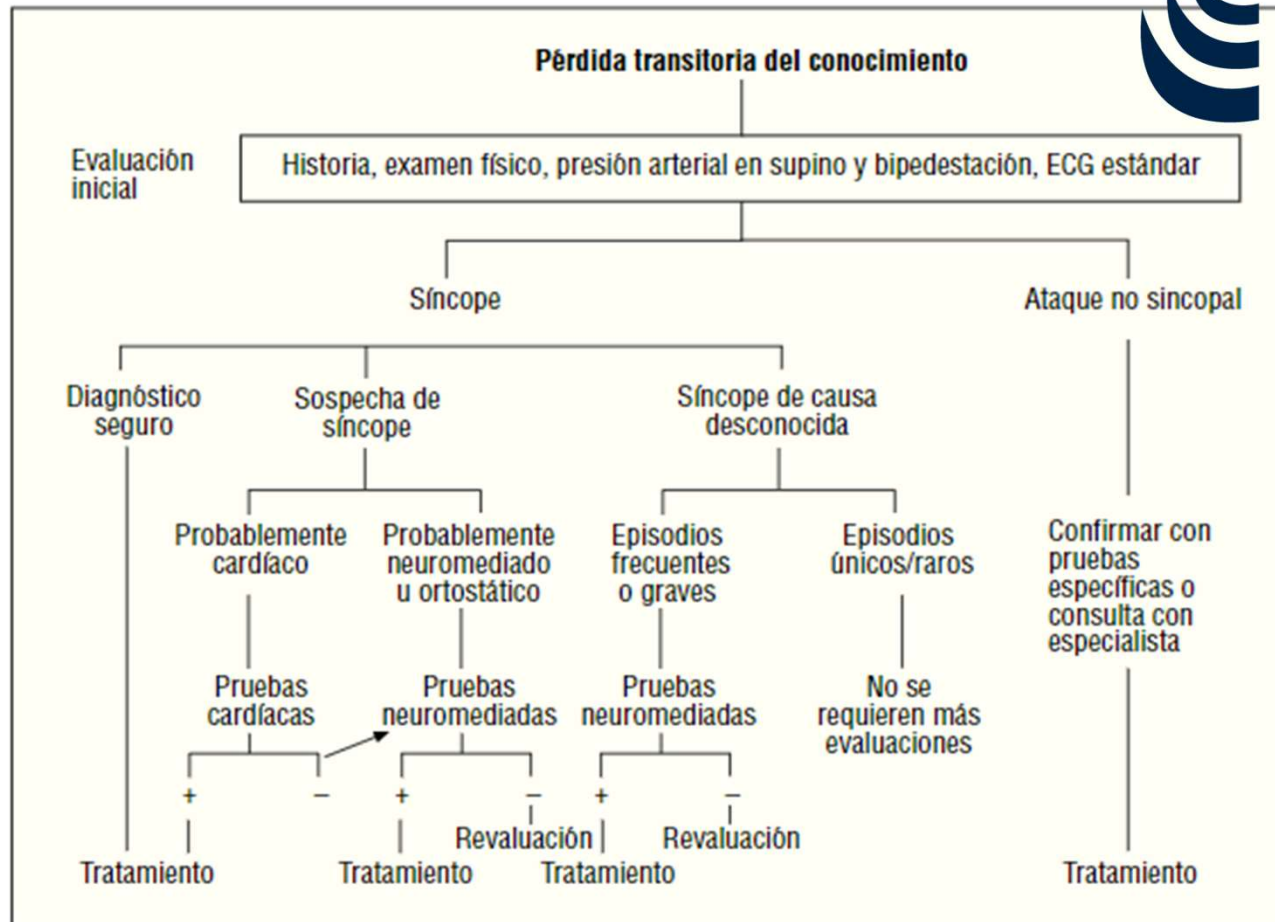 Pérdida transitoria del conocimiento
Evaluación
inicial
Historia, examen físico, presión arterial en supino y bipedestación, ECG estándar
Síncope
Ataque no sincopal
Diagnóstico
seguro
Sospecha de
síncope
Síncope de causa
desconocida
Probablemente
cardíaco
Probablemente
neuromediado
u ortostático
Episodios
frecuentes
o graves
Episodios
únicos/raros
Confirmar con
pruebas
específicas o
consulta con
especialista
Pruebas
cardíacas
Pruebas
neuromediadas
Pruebas
neuromediadas
No se
requieren más
evaluaciones
+
–
+
–
+
–
Revaluación
Revaluación
Tratamiento
Tratamiento
Tratamiento
Tratamiento